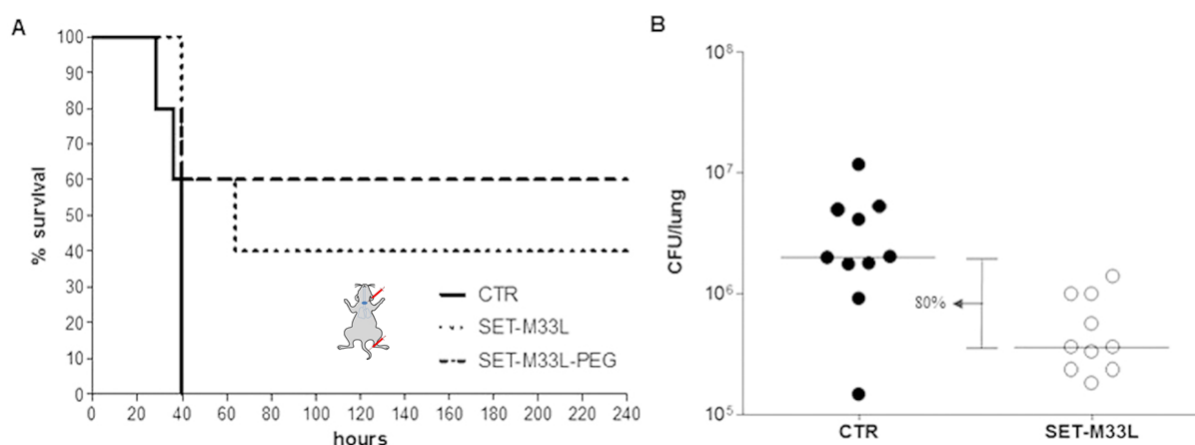 A
100
90
80
70
60
50
40
30
20
10
0
% survival
0 20 40 60 80 100 120 140 160 180 200 220 240
hours
CTR
SET-M33L
SET-M33L-PEG
B
10⁸
10⁷
10⁶
10⁵
CFU/lung
80%
CTR SET-M33L